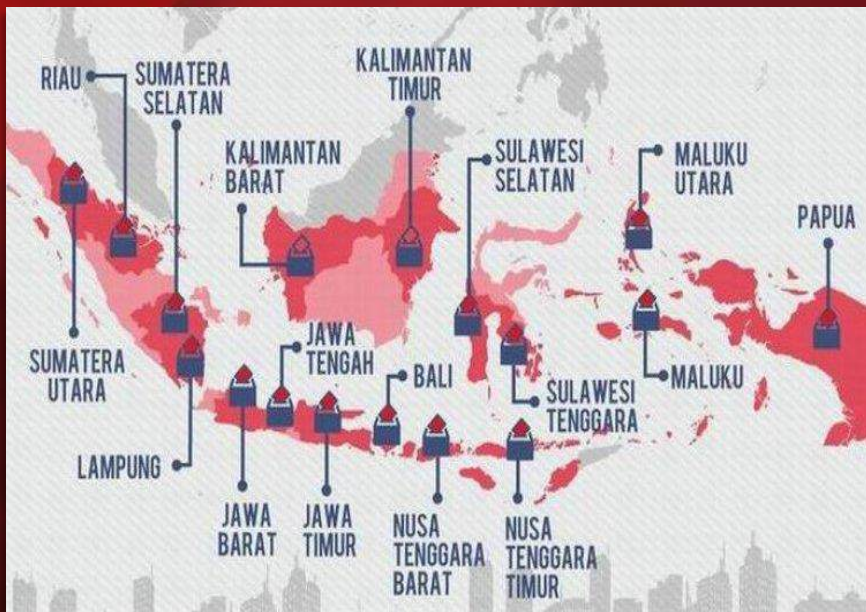 RIAU
SUMATERA
SELATAN
KALIMANTAN
TIMUR
KALIMANTAN
BARAT
SULAWESI
SELATAN
MALUKU
UTARA
PAPUA
SUMATERA
UTARA
JAWA
TENGAH
BALI
SULAWESI
TENGGARA
MALUKU
LAMPUNG
JAWA
BARAT
JAWA
TIMUR
NUSA
TENGGARA
BARAT
NUSA
TENGGARA
TIMUR